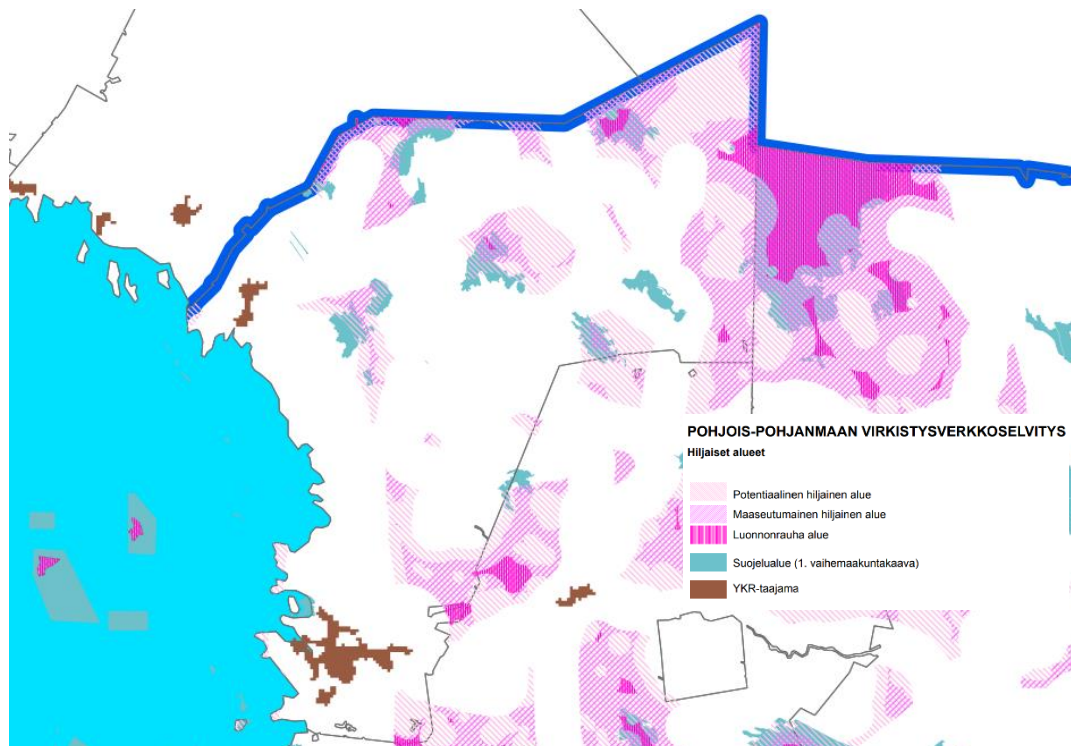 POHJOIS-POHJANMAAN VIRKISTYSVERKKOSELVITYS
Hiljaiset alueet
Potentiaalinen hiljainen alue
Maaseutumainen hiljainen alue
Luonnonrauha alue
Suojelualue (1. vaihemaakuntakaava)
YKR-taajama